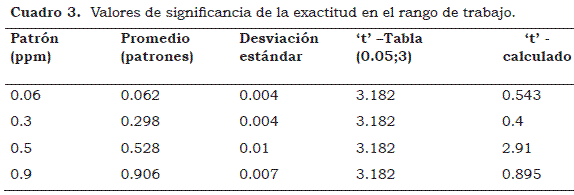 Cuadro 3. Valores de significancia de la exactitud en el rango de trabajo.
Patrón Promedio Desviación ‘t’ –Tabla ‘t’ -
(ppm) (patrones) estándar (0.05;3) calculado
0.06 0.062 0.004 3.182 0.543
0.3 0.298 0.004 3.182 0.4
0.5 0.528 0.01 3.182 2.91
0.9 0.906 0.007 3.182 0.895